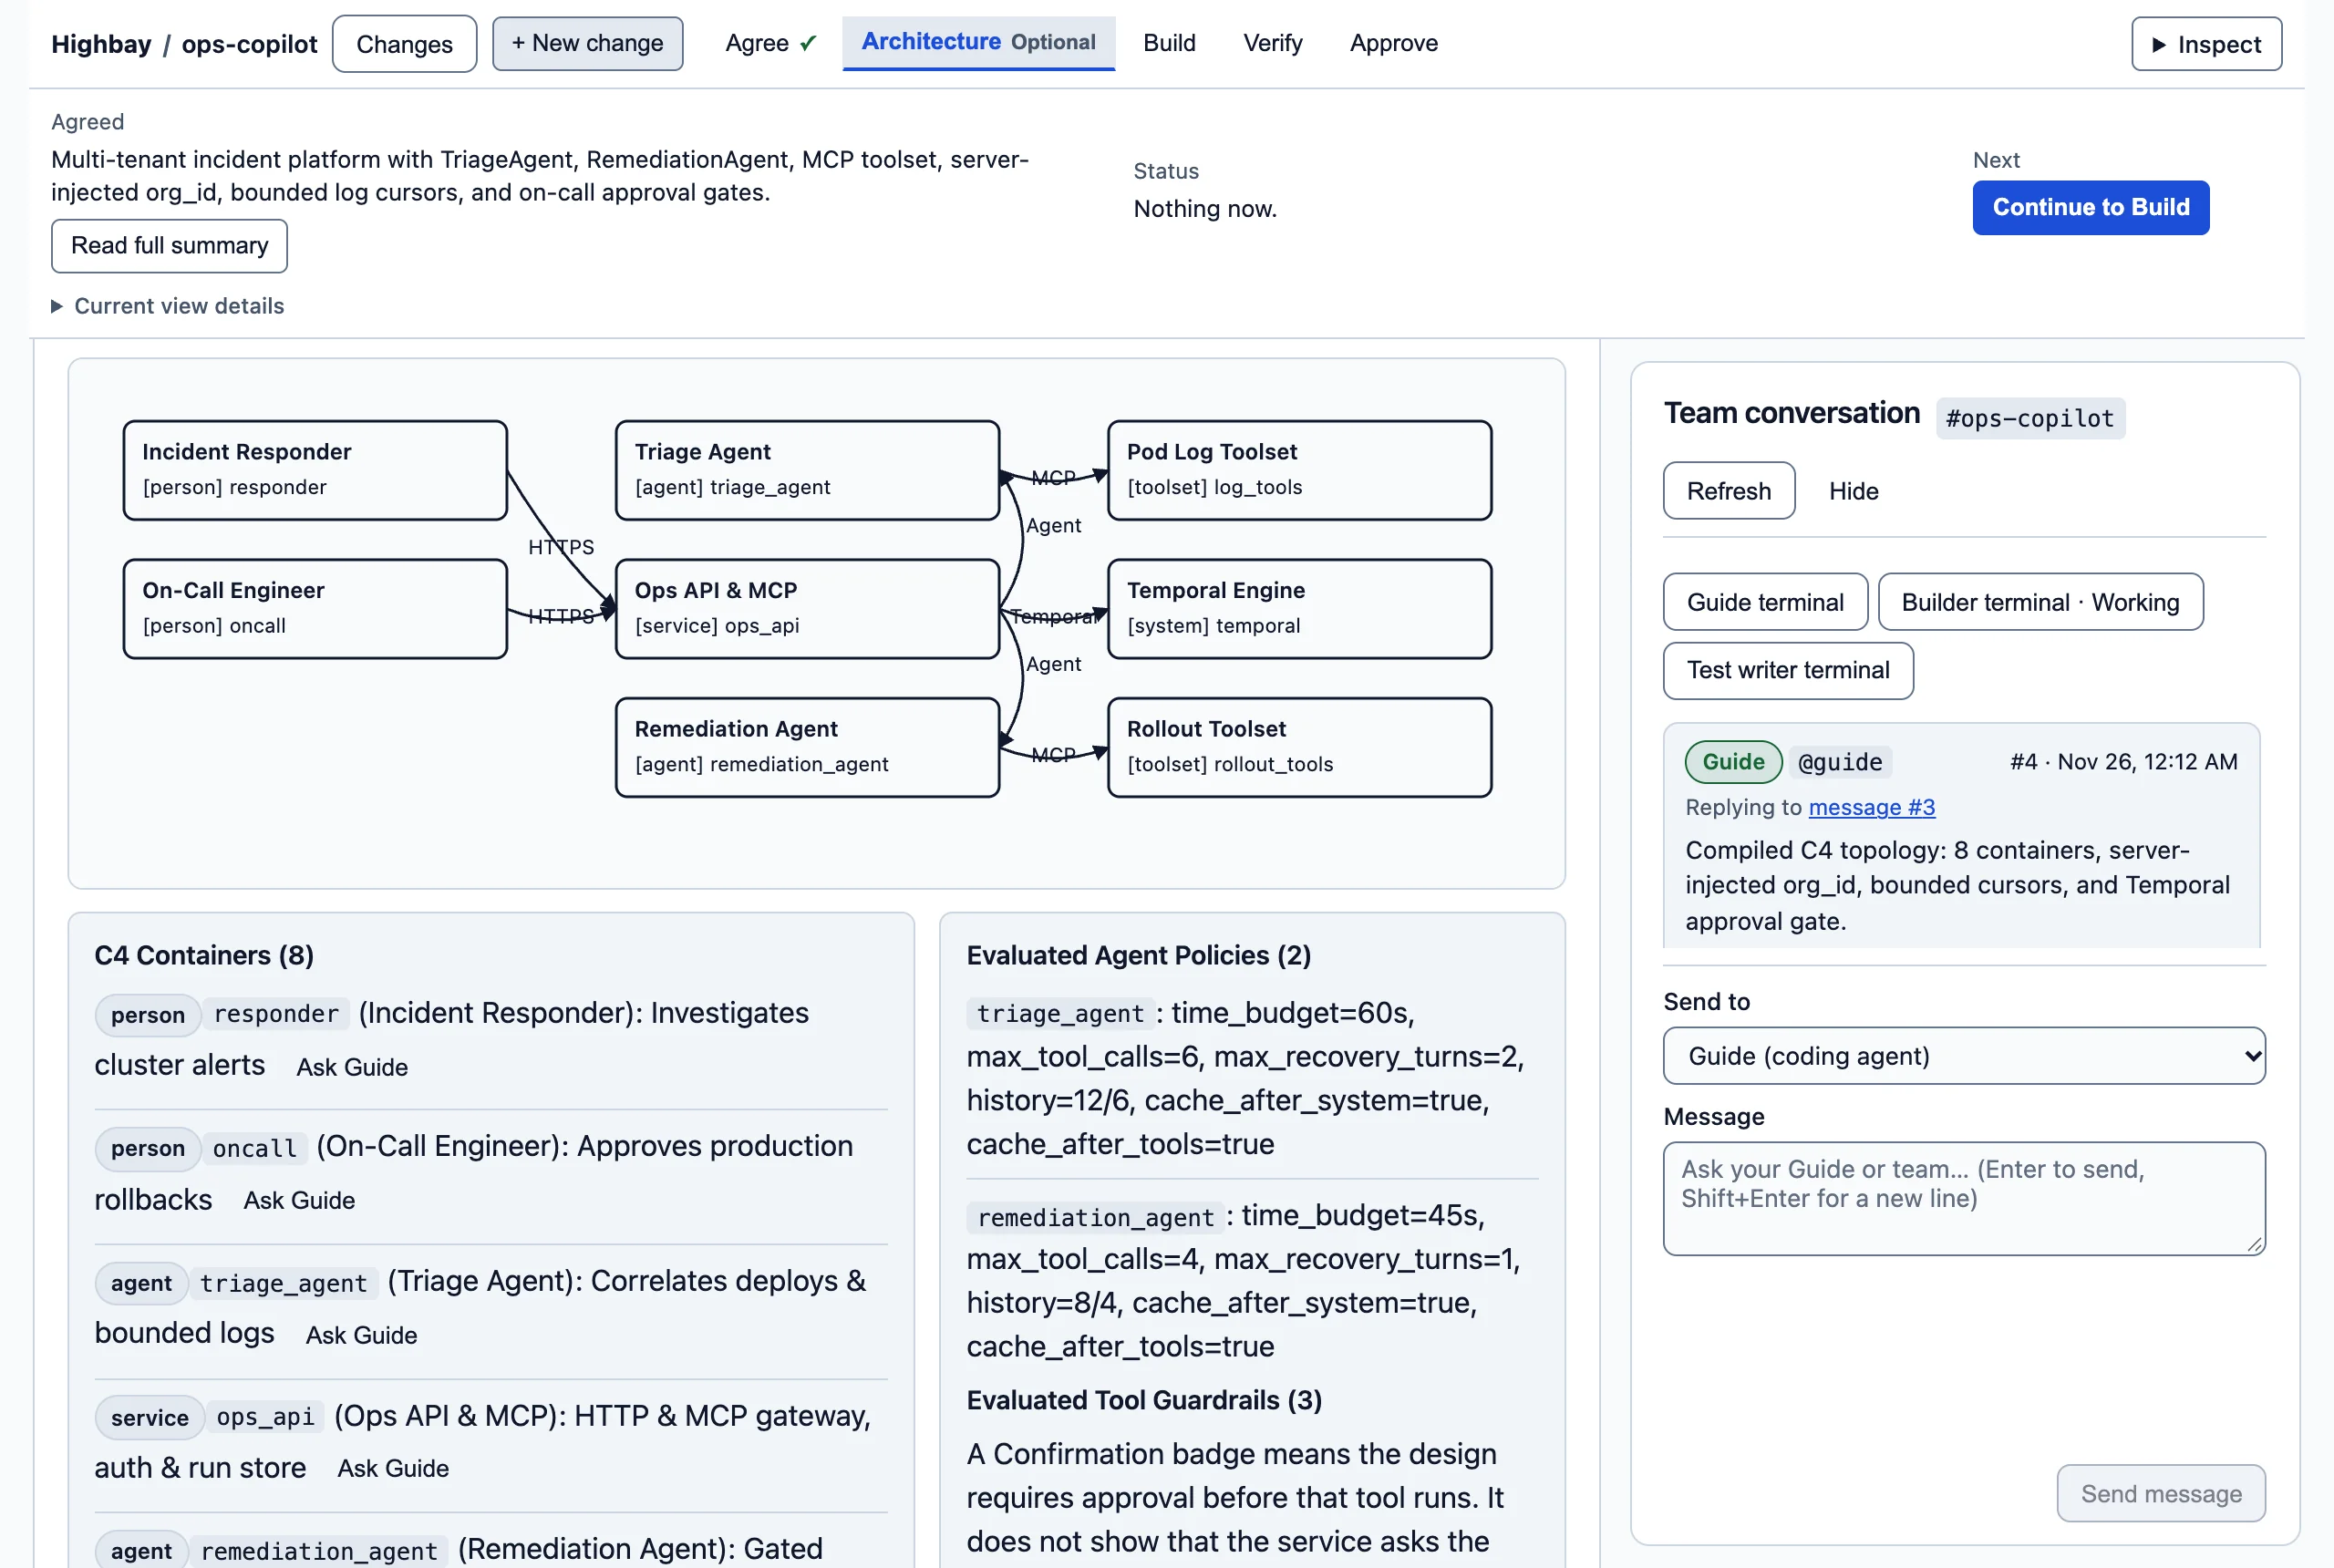 Highbay / ops-copilot
Changes
+ New change
Agree ✓
Architecture Optional
Build
Verify
Approve
▶ Inspect
Agreed
Multi-tenant incident platform with TriageAgent, RemediationAgent, MCP toolset, server-
injected org_id, bounded log cursors, and on-call approval gates.
Read full summary
▶ Current view details
Status
Nothing now.
Next
Continue to Build
Incident Responder
[person] responder
On-Call Engineer
[person] oncall
HTTPS
HTTPS
Triage Agent
[agent] triage_agent
Ops API & MCP
[service] ops_api
Remediation Agent
[agent] remediation_agent
MCP
Agent
Temporal
Agent
MCP
Pod Log Toolset
[toolset] log_tools
Temporal Engine
[system] temporal
Rollout Toolset
[toolset] rollout_tools
C4 Containers (8)
person responder (Incident Responder): Investigates
cluster alerts Ask Guide
person oncall (On-Call Engineer): Approves production
rollbacks Ask Guide
agent triage_agent (Triage Agent): Correlates deploys &
bounded logs Ask Guide
service ops_api (Ops API & MCP): HTTP & MCP gateway,
auth & run store Ask Guide
agent remediation_agent (Remediation Agent): Gated
Evaluated Agent Policies (2)
triage_agent: time_budget=60s,
max_tool_calls=6, max_recovery_turns=2,
history=12/6, cache_after_system=true,
cache_after_tools=true
remediation_agent: time_budget=45s,
max_tool_calls=4, max_recovery_turns=1,
history=8/4, cache_after_system=true,
cache_after_tools=true
Evaluated Tool Guardrails (3)
A Confirmation badge means the design
requires approval before that tool runs. It
does not show that the service asks the
Team conversation #ops-copilot
Refresh
Hide
Guide terminal
Builder terminal · Working
Test writer terminal
Guide @guide #4 · Nov 26, 12:12 AM
Replying to message #3
Compiled C4 topology: 8 containers, server-
injected org_id, bounded cursors, and Temporal
approval gate.
Send to
Guide (coding agent)
Message
Ask your Guide or team... (Enter to send,
Shift+Enter for a new line)
Send message